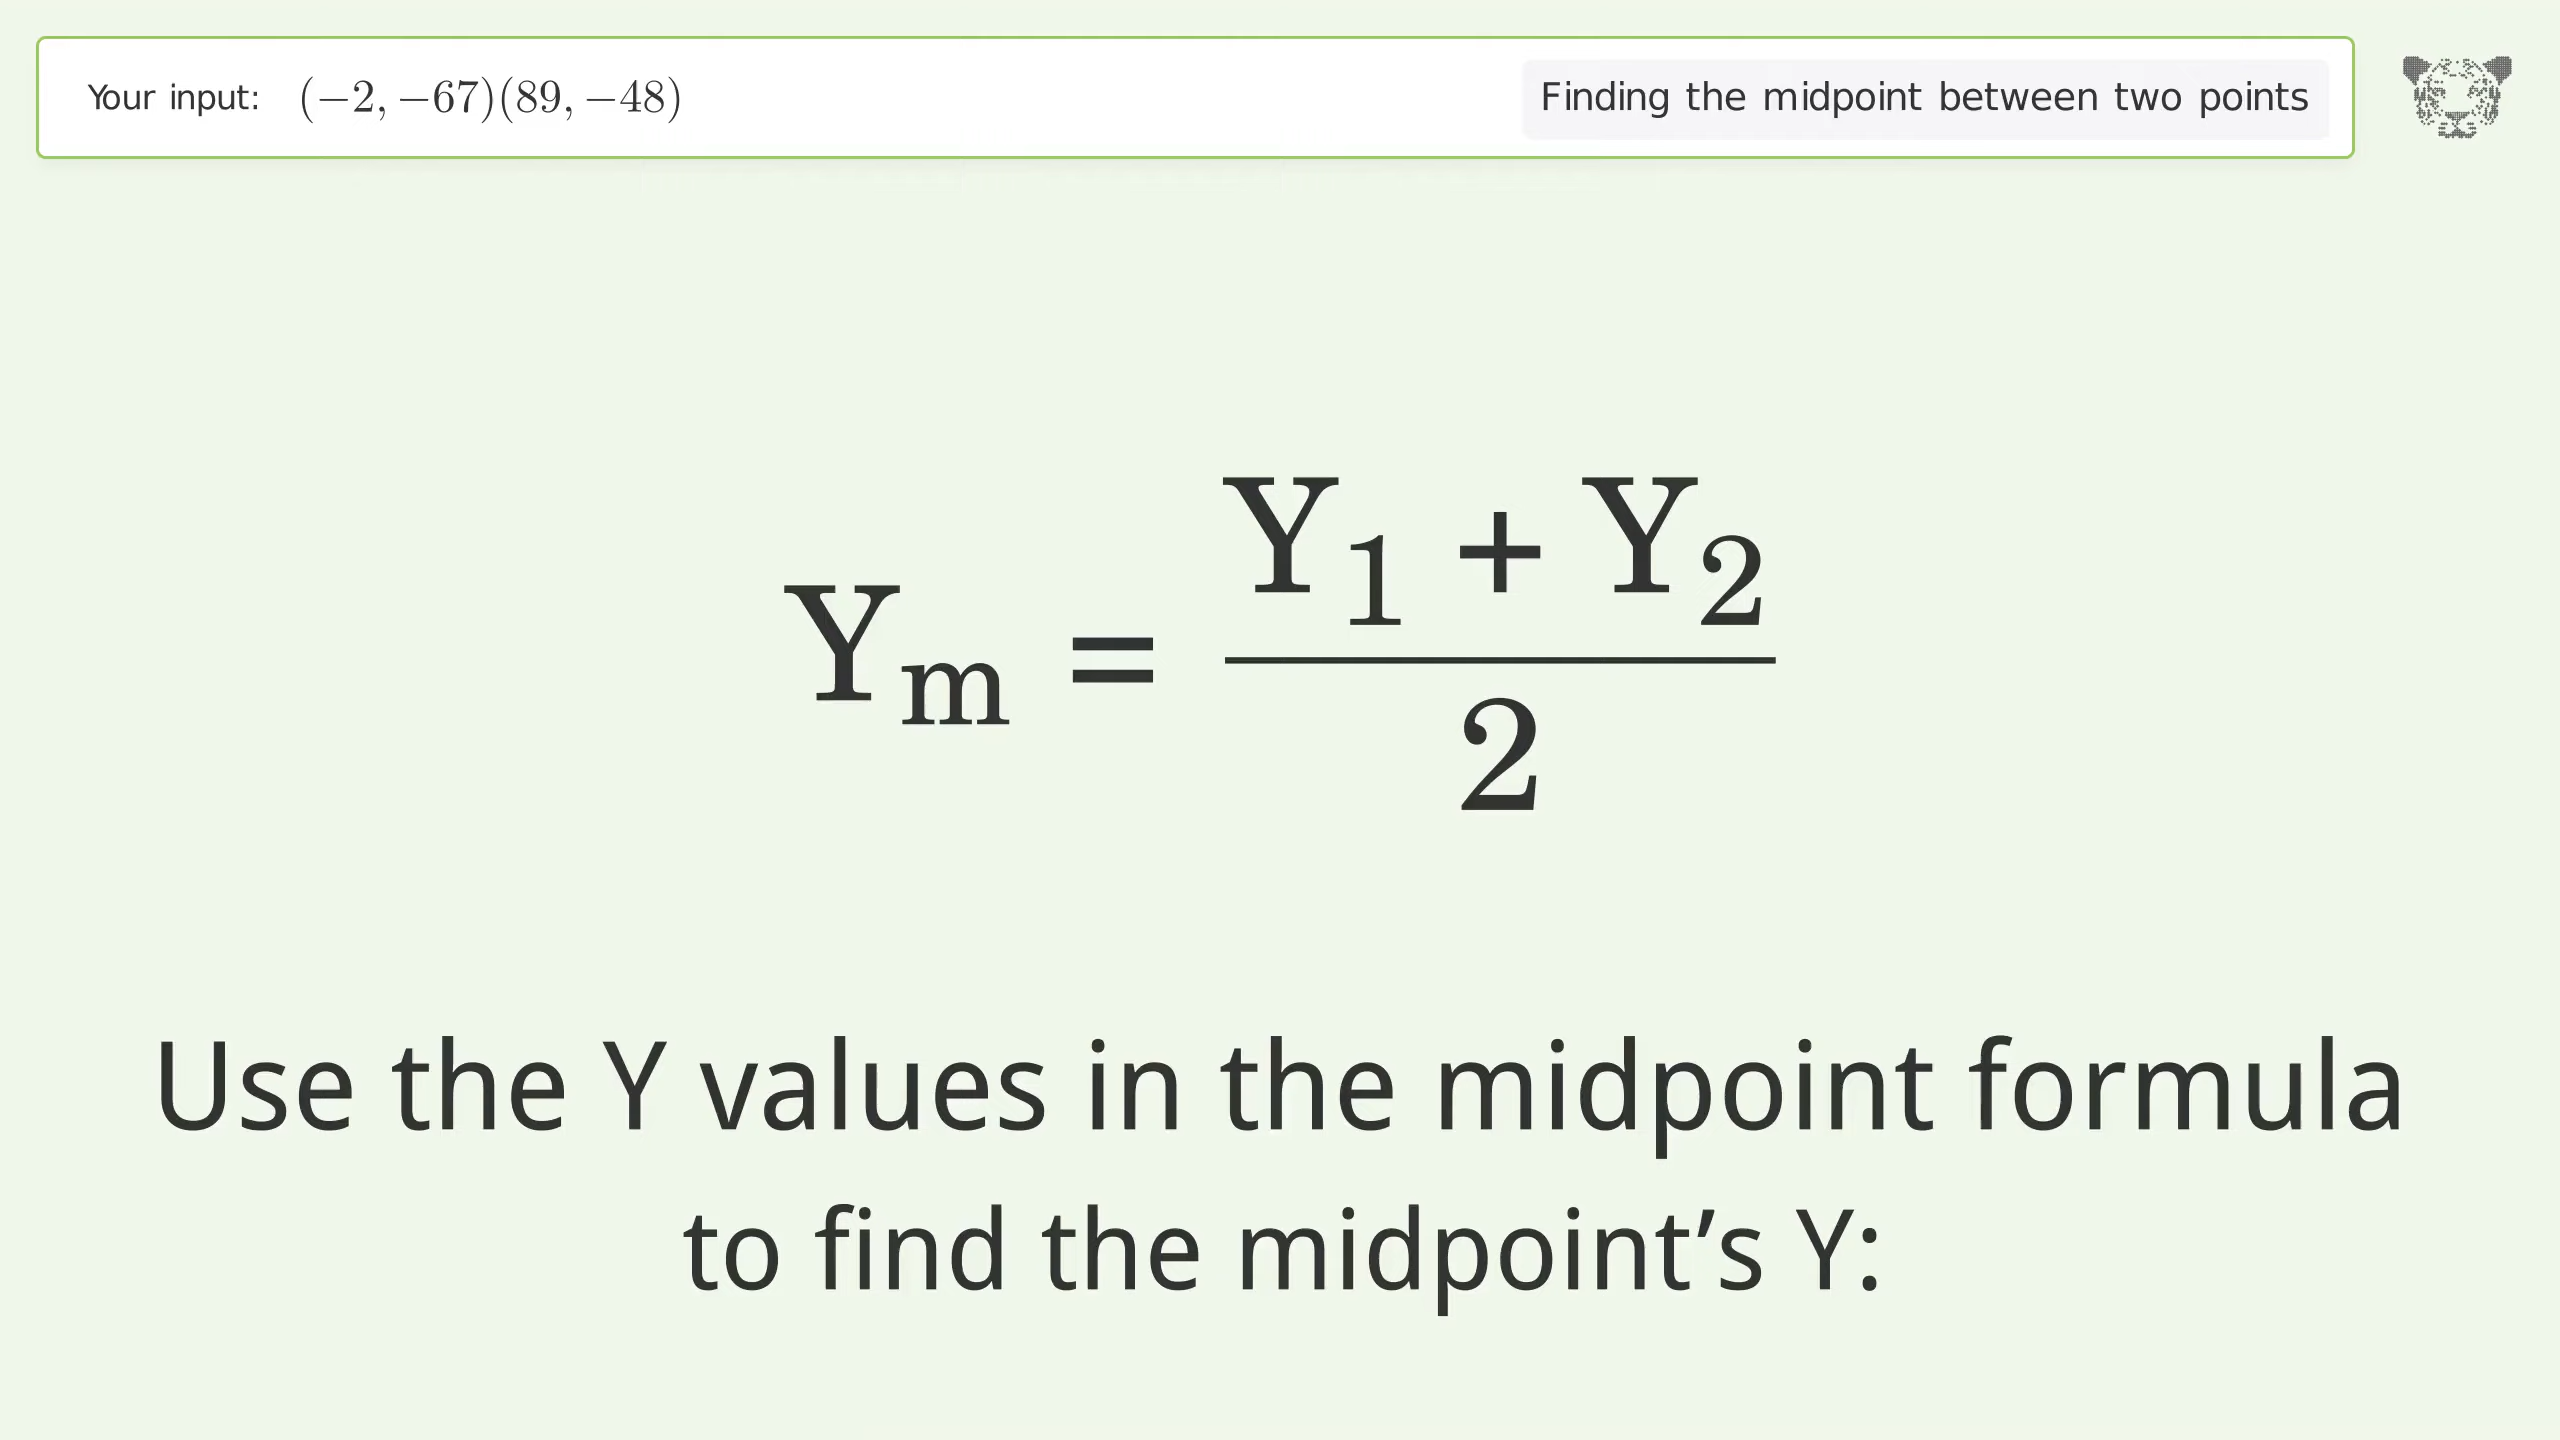 Your input: (−2, −67)(89, −48)
Finding the midpoint between two points
Yₘ = (Y₁ + Y₂) / 2
Use the Y values in the midpoint formula
to find the midpoint’s Y: